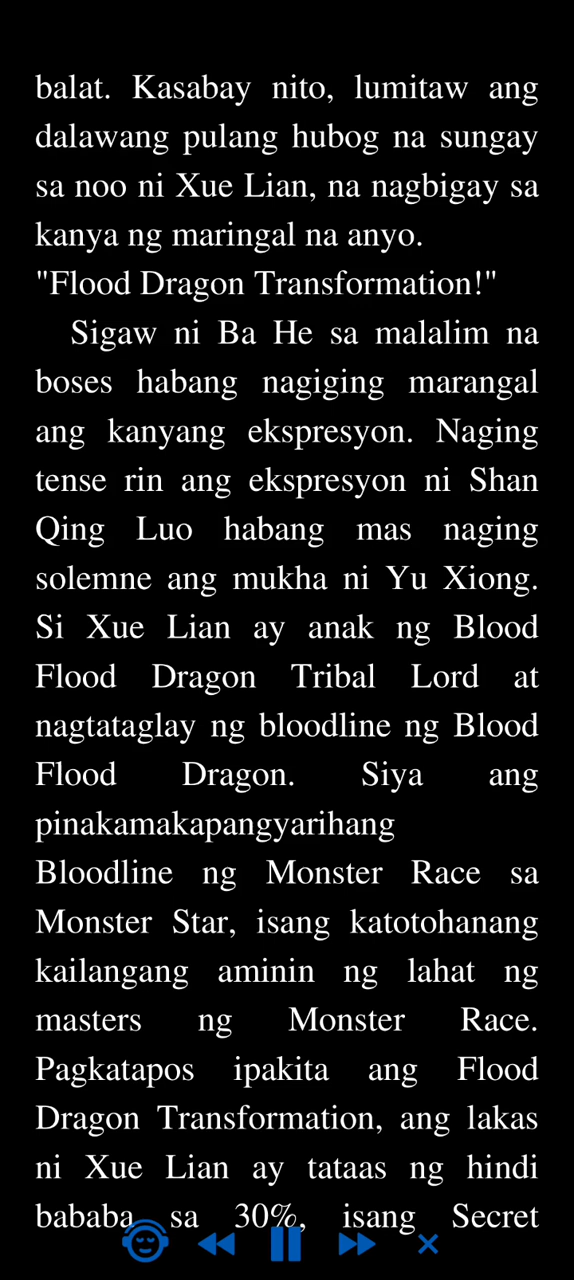 balat. Kasabay nito, lumitaw ang
dalawang pulang hubog na sungay
sa noo ni Xue Lian, na nagbigay sa
kanya ng maringal na anyo.
"Flood Dragon Transformation!"
Sigaw ni Ba He sa malalim na
boses habang nagiging marangal
ang kanyang ekspresyon. Naging
tense rin ang ekspresyon ni Shan
Qing Luo habang mas naging
solemne ang mukha ni Yu Xiong.
Si Xue Lian ay anak ng Blood
Flood Dragon Tribal Lord at
nagtataglay ng bloodline ng Blood
Flood Dragon. Siya ang
pinakamakapangyarihang
Bloodline ng Monster Race sa
Monster Star, isang katotohanang
kailangang aminin ng lahat ng
masters ng Monster Race.
Pagkatapos ipakita ang Flood
Dragon Transformation, ang lakas
ni Xue Lian ay tataas ng hindi
bababa sa 30%, isang Secret